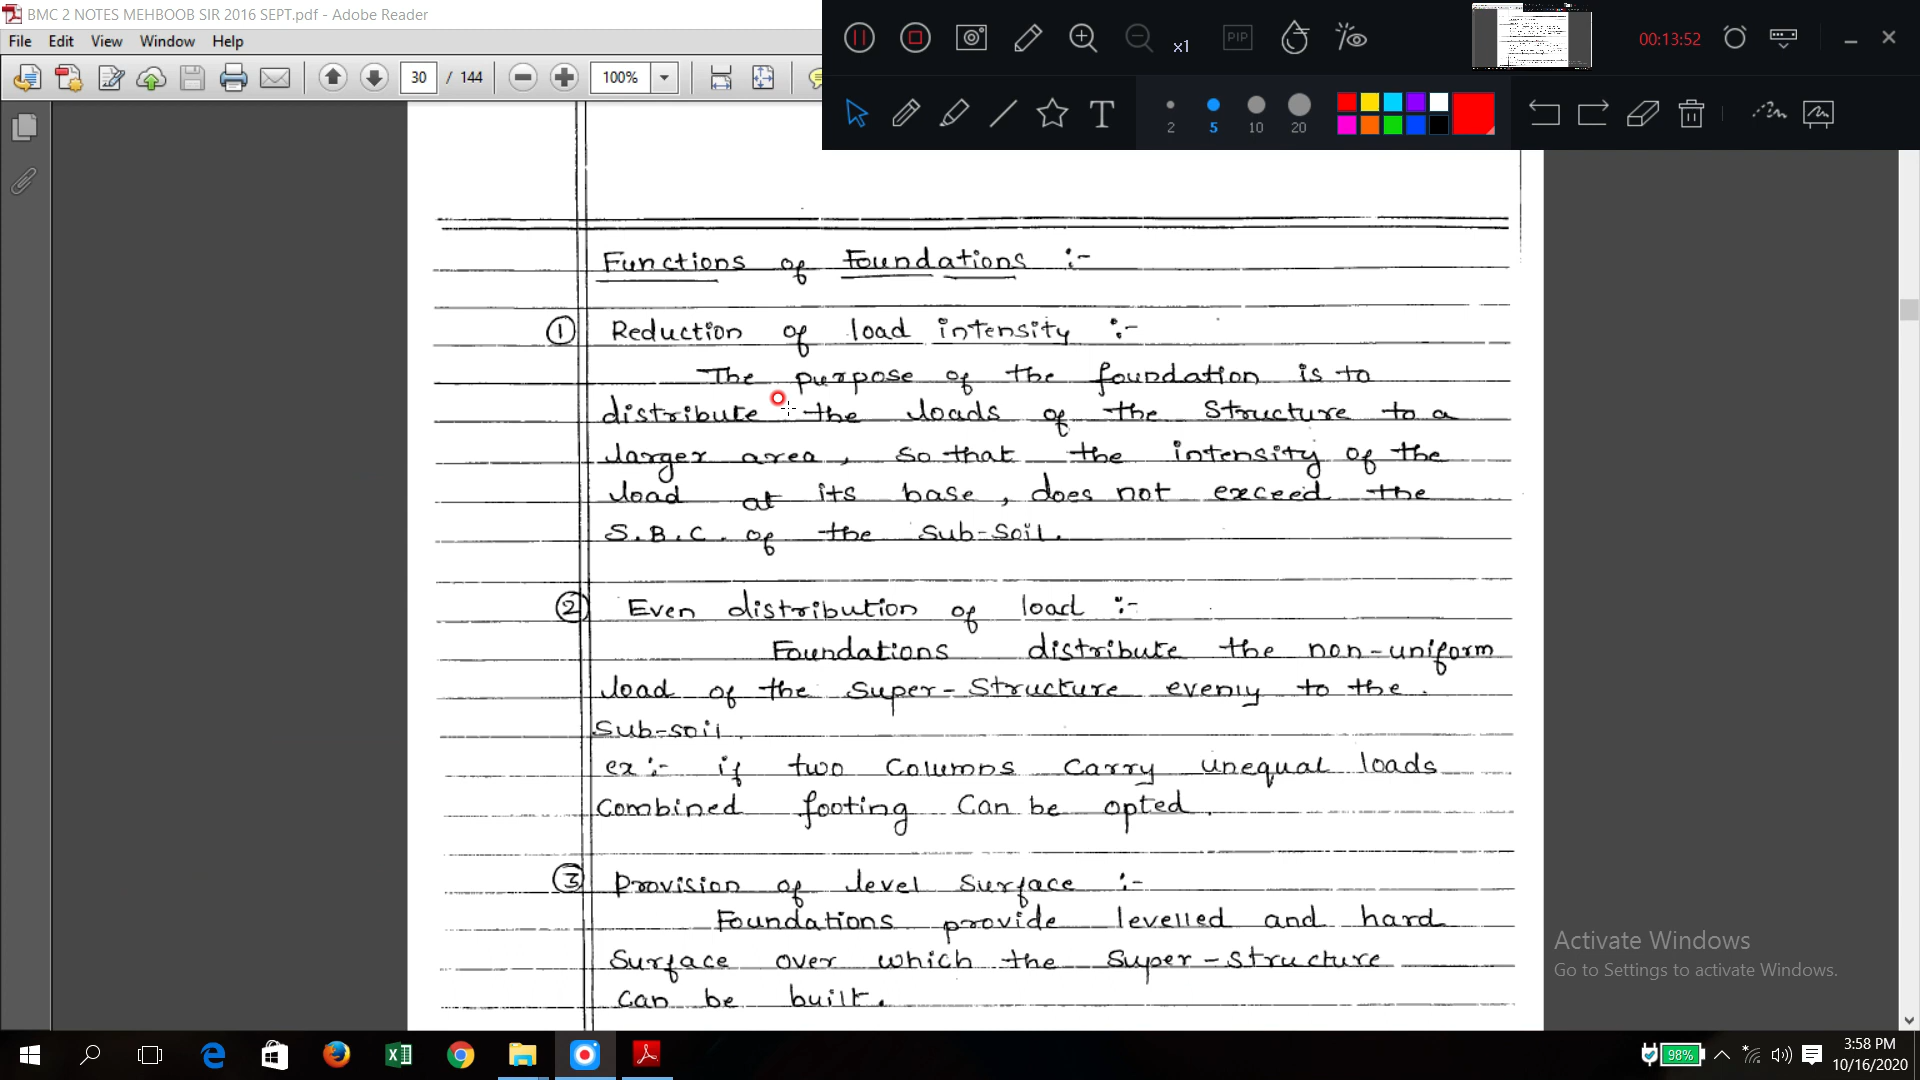 BMC 2 NOTES MEHBOOB SIR 2016 SEPT.pdf - Adobe Reader
File Edit View Window Help
30 / 144 100%
x1 PIP 00:13:52
2 5 10 20
Functions of Foundations :-
① Reduction of load intensity :-
The purpose of the foundation is to
distribute the loads of the Structure to a
larger area, so that the intensity of the
load at its base, does not exceed the
S.B.C. of the Sub-Soil.
② Even distribution of load :-
Foundations distribute the non-uniform
load of the Super-Structure evenly to the.
Sub-soil.
ex:- if two Columns Carry unequal loads
Combined footing Can be opted.
③ Provision of level Surface :-
Foundations provide levelled and hard
Surface over which the Super-structure
can be built.
Activate Windows
Go to Settings to activate Windows.
98%
3:58 PM
10/16/2020